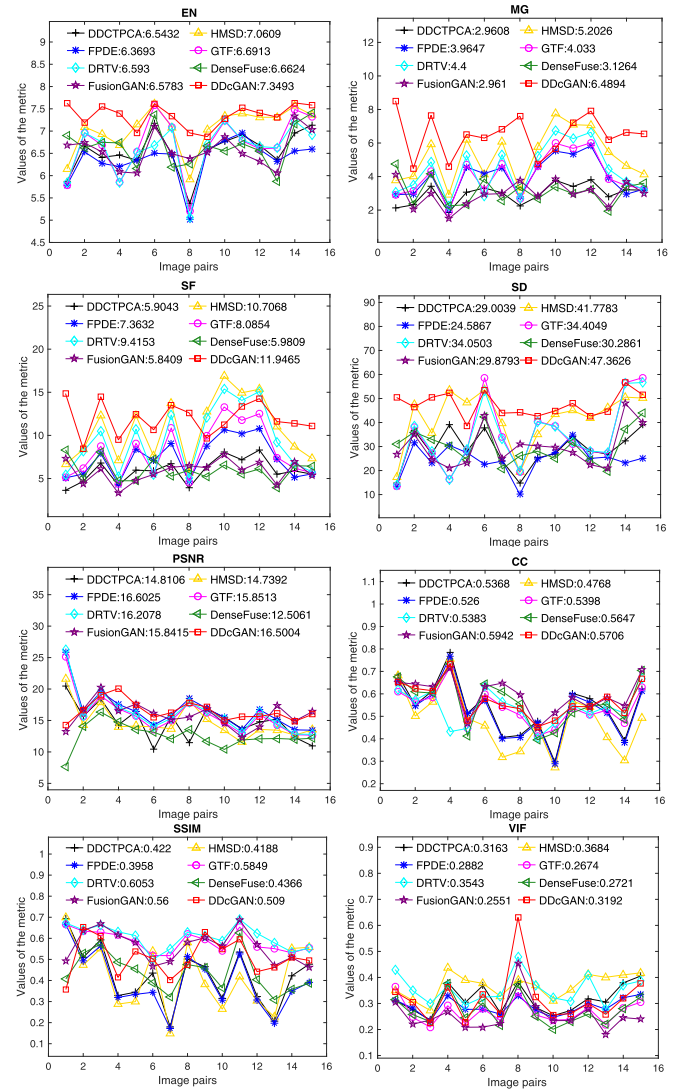 EN
DDCTPCA:6.5432 HMSD:7.0609
FPDE:6.3693 GTF:6.6913
DRTV:6.593 DenseFuse:6.6624
FusionGAN:6.5783 DDcGAN:7.3493
Values of the metric
9
8.5
8
7.5
7
6.5
6
5.5
5
4.5
0 2 4 6 8 10 12 14 16
Image pairs
MG
DDCTPCA:2.9608 HMSD:5.2026
FPDE:3.9647 GTF:4.033
DRTV:4.4 DenseFuse:3.1264
FusionGAN:2.961 DDcGAN:6.4894
Values of the metric
12
10
8
6
4
2
0 2 4 6 8 10 12 14 16
Image pairs
SF
DDCTPCA:5.9043 HMSD:10.7068
FPDE:7.3632 GTF:8.0854
DRTV:9.4153 DenseFuse:5.9809
FusionGAN:5.8409 DDcGAN:11.9465
Values of the metric
25
20
15
10
5
0 2 4 6 8 10 12 14 16
Image pairs
SD
DDCTPCA:29.0039 HMSD:41.7783
FPDE:24.5867 GTF:34.4049
DRTV:34.0503 DenseFuse:30.2861
FusionGAN:29.8793 DDcGAN:47.3626
Values of the metric
90
80
70
60
50
40
30
20
10
0 2 4 6 8 10 12 14 16
Image pairs
PSNR
DDCTPCA:14.8106 HMSD:14.7392
FPDE:16.6025 GTF:15.8513
DRTV:16.2078 DenseFuse:12.5061
FusionGAN:15.8415 DDcGAN:16.5004
Values of the metric
35
30
25
20
15
10
5
0 2 4 6 8 10 12 14 16
Image pairs
CC
DDCTPCA:0.5368 HMSD:0.4768
FPDE:0.526 GTF:0.5398
DRTV:0.5383 DenseFuse:0.5647
FusionGAN:0.5942 DDcGAN:0.5706
Values of the metric
1.1
1
0.9
0.8
0.7
0.6
0.5
0.4
0.3
0.2
0 2 4 6 8 10 12 14 16
Image pairs
SSIM
DDCTPCA:0.422 HMSD:0.4188
FPDE:0.3958 GTF:0.5849
DRTV:0.6053 DenseFuse:0.4366
FusionGAN:0.56 DDcGAN:0.509
Values of the metric
1
0.9
0.8
0.7
0.6
0.5
0.4
0.3
0.2
0.1
0 2 4 6 8 10 12 14 16
Image pairs
VIF
DDCTPCA:0.3163 HMSD:0.3684
FPDE:0.2882 GTF:0.2674
DRTV:0.3543 DenseFuse:0.2721
FusionGAN:0.2551 DDcGAN:0.3192
Values of the metric
0.9
0.8
0.7
0.6
0.5
0.4
0.3
0.2
0.1
0 2 4 6 8 10 12 14 16
Image pairs